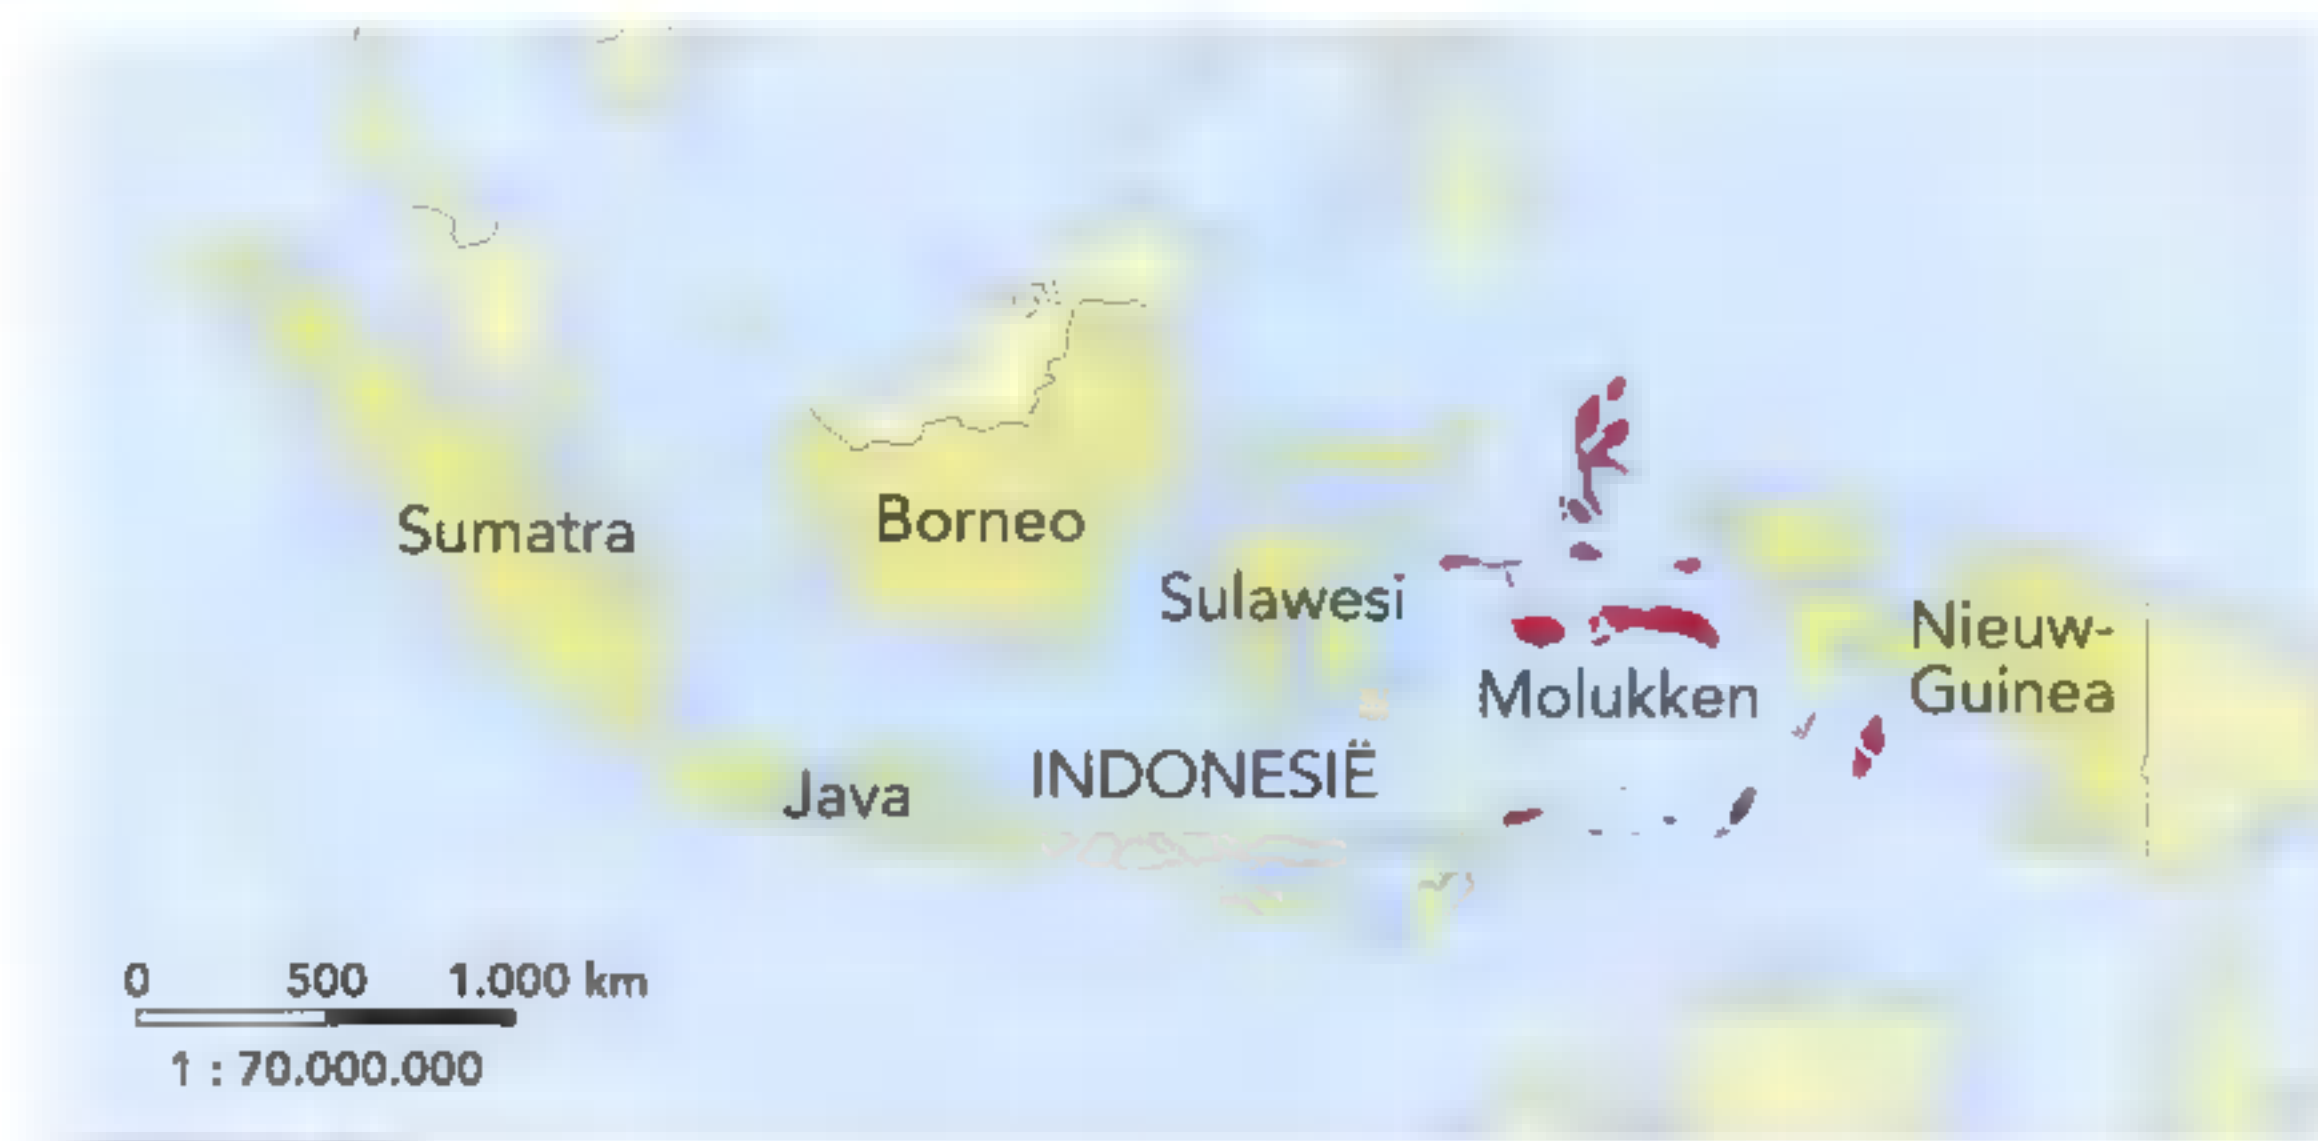 Sumatra
Borneo
Sulawesi
Nieuw-
Guinea
Molukken
INDONESIË
Java
0 500 1.000 km
1 : 70.000.000